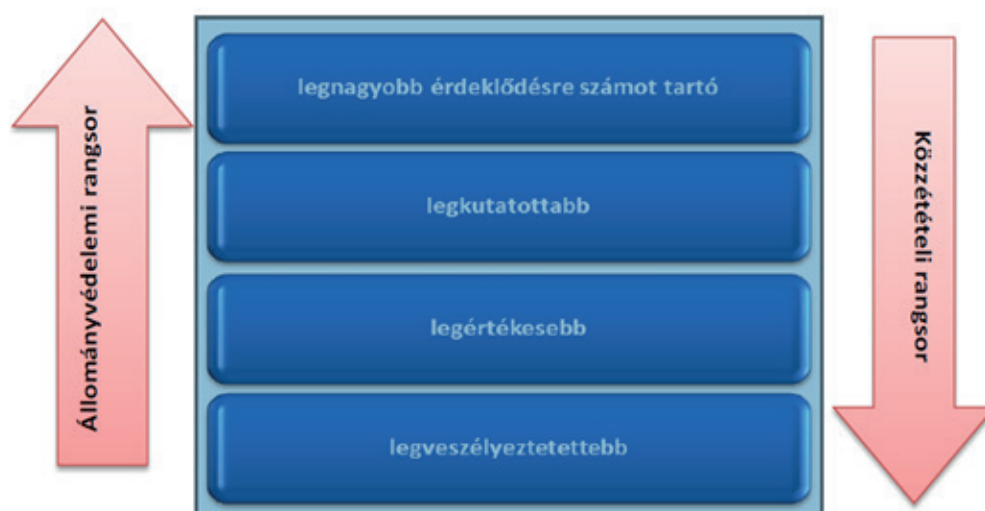 Állományvédelemi rangsor
legnagyobb érdeklődésre számot tartó
legkutatottabb
legértékesebb
legveszélyeztetettebb
Közzétételi rangsor